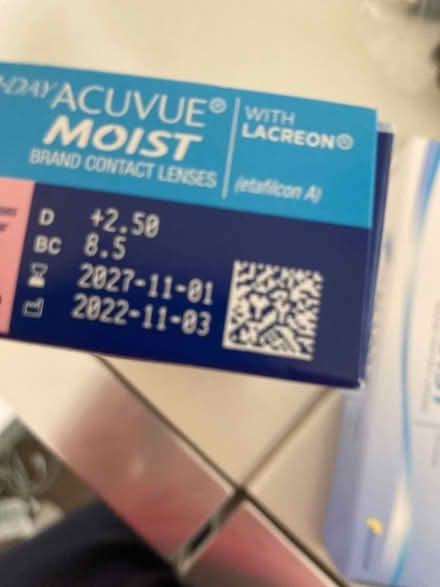 -DAY ACUVUE®
MOIST
BRAND CONTACT LENSES
WITH
LACREON®
(etafilcon A)
D +2.50
BC 8.5
2027-11-01
2022-11-03